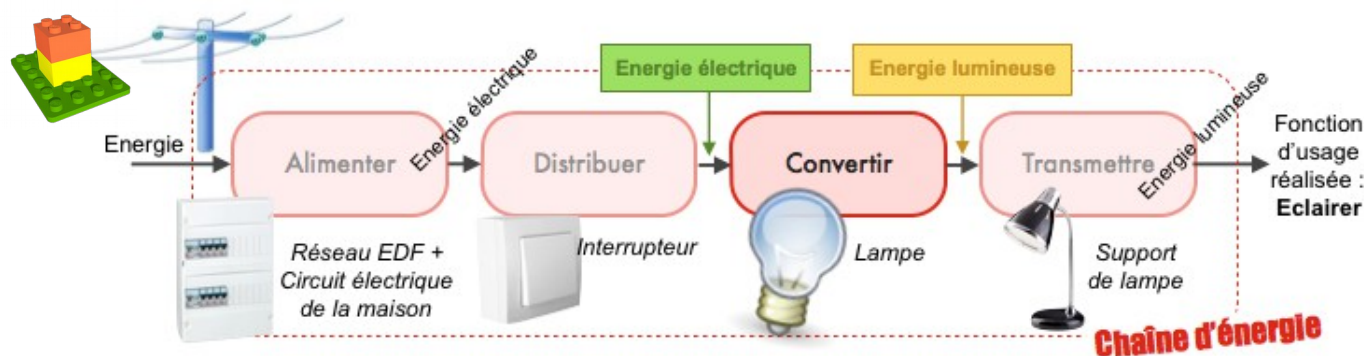 Energie électrique
Energie lumineuse
Energie
Alimenter
Energie électrique
Distribuer
Convertir
Transmettre
Energie lumineuse
Fonction
d'usage
réalisée :
Eclairer
Réseau EDF +
Circuit électrique
de la maison
Interrupteur
Lampe
Support
de lampe
Chaîne d'énergie